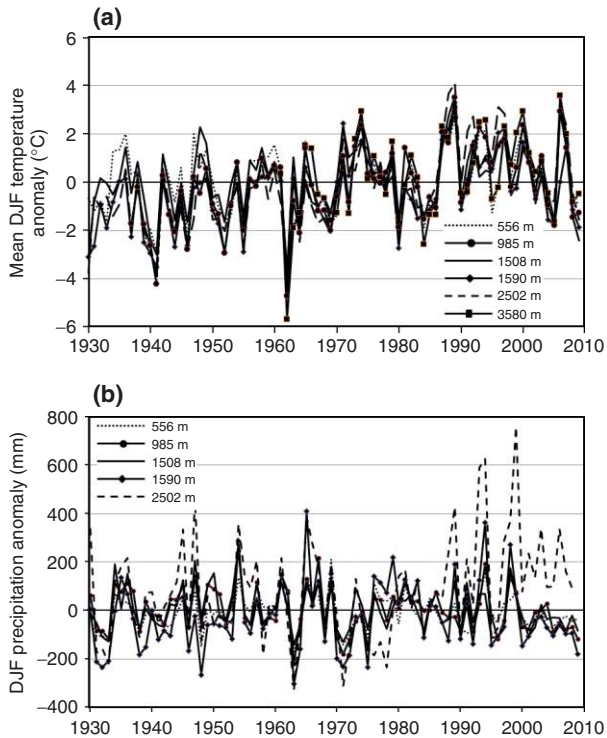 (a)
Mean DJF temperature
anomaly (°C)
6
4
2
0
−2
−4
−6
556 m
985 m
1508 m
1590 m
2502 m
3580 m
1930 1940 1950 1960 1970 1980 1990 2000 2010
(b)
DJF precipitation anomaly (mm)
800
600
400
200
0
−200
−400
556 m
985 m
1508 m
1590 m
2502 m
1930 1940 1950 1960 1970 1980 1990 2000 2010